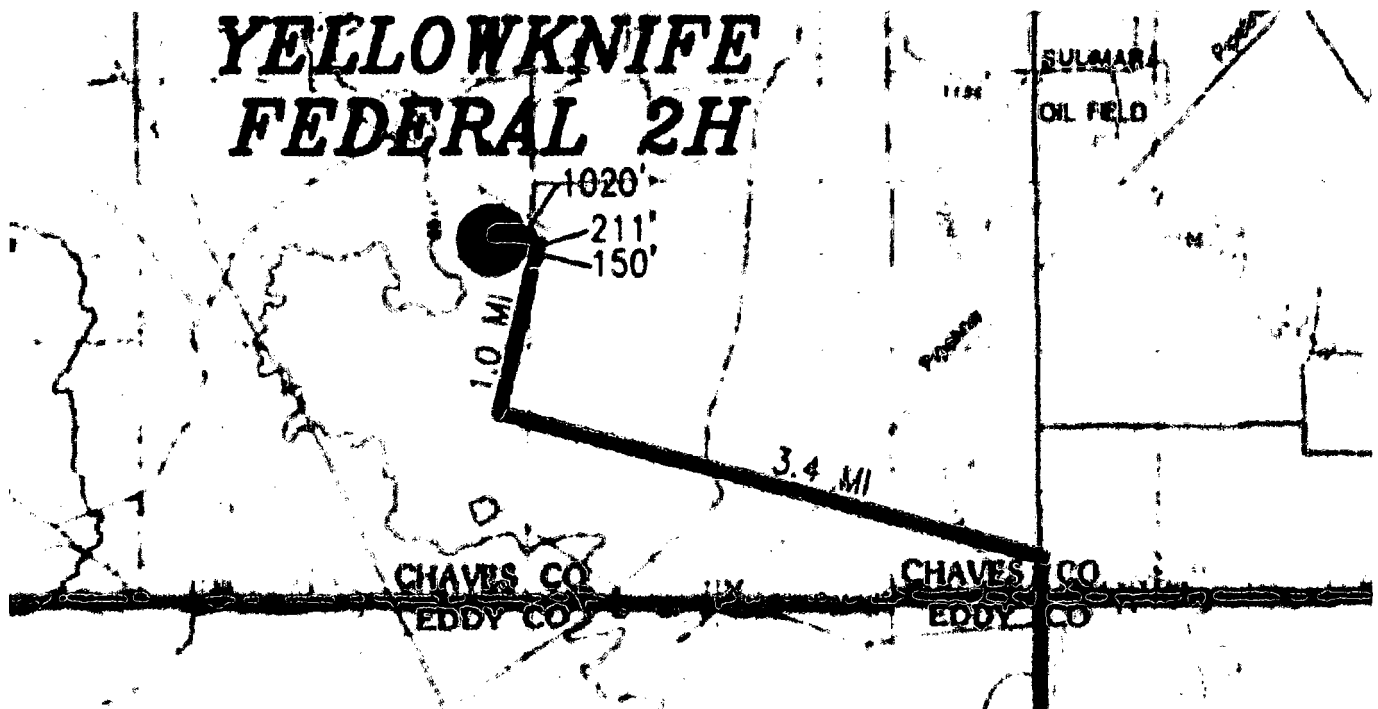 YELLOWKNIFE
FEDERAL 2H
OIL FIELD
1020'
211'
150'
1.0 MI
3.4 MI
CHAVES CO
EDDY CO
CHAVES CO
EDDY CO